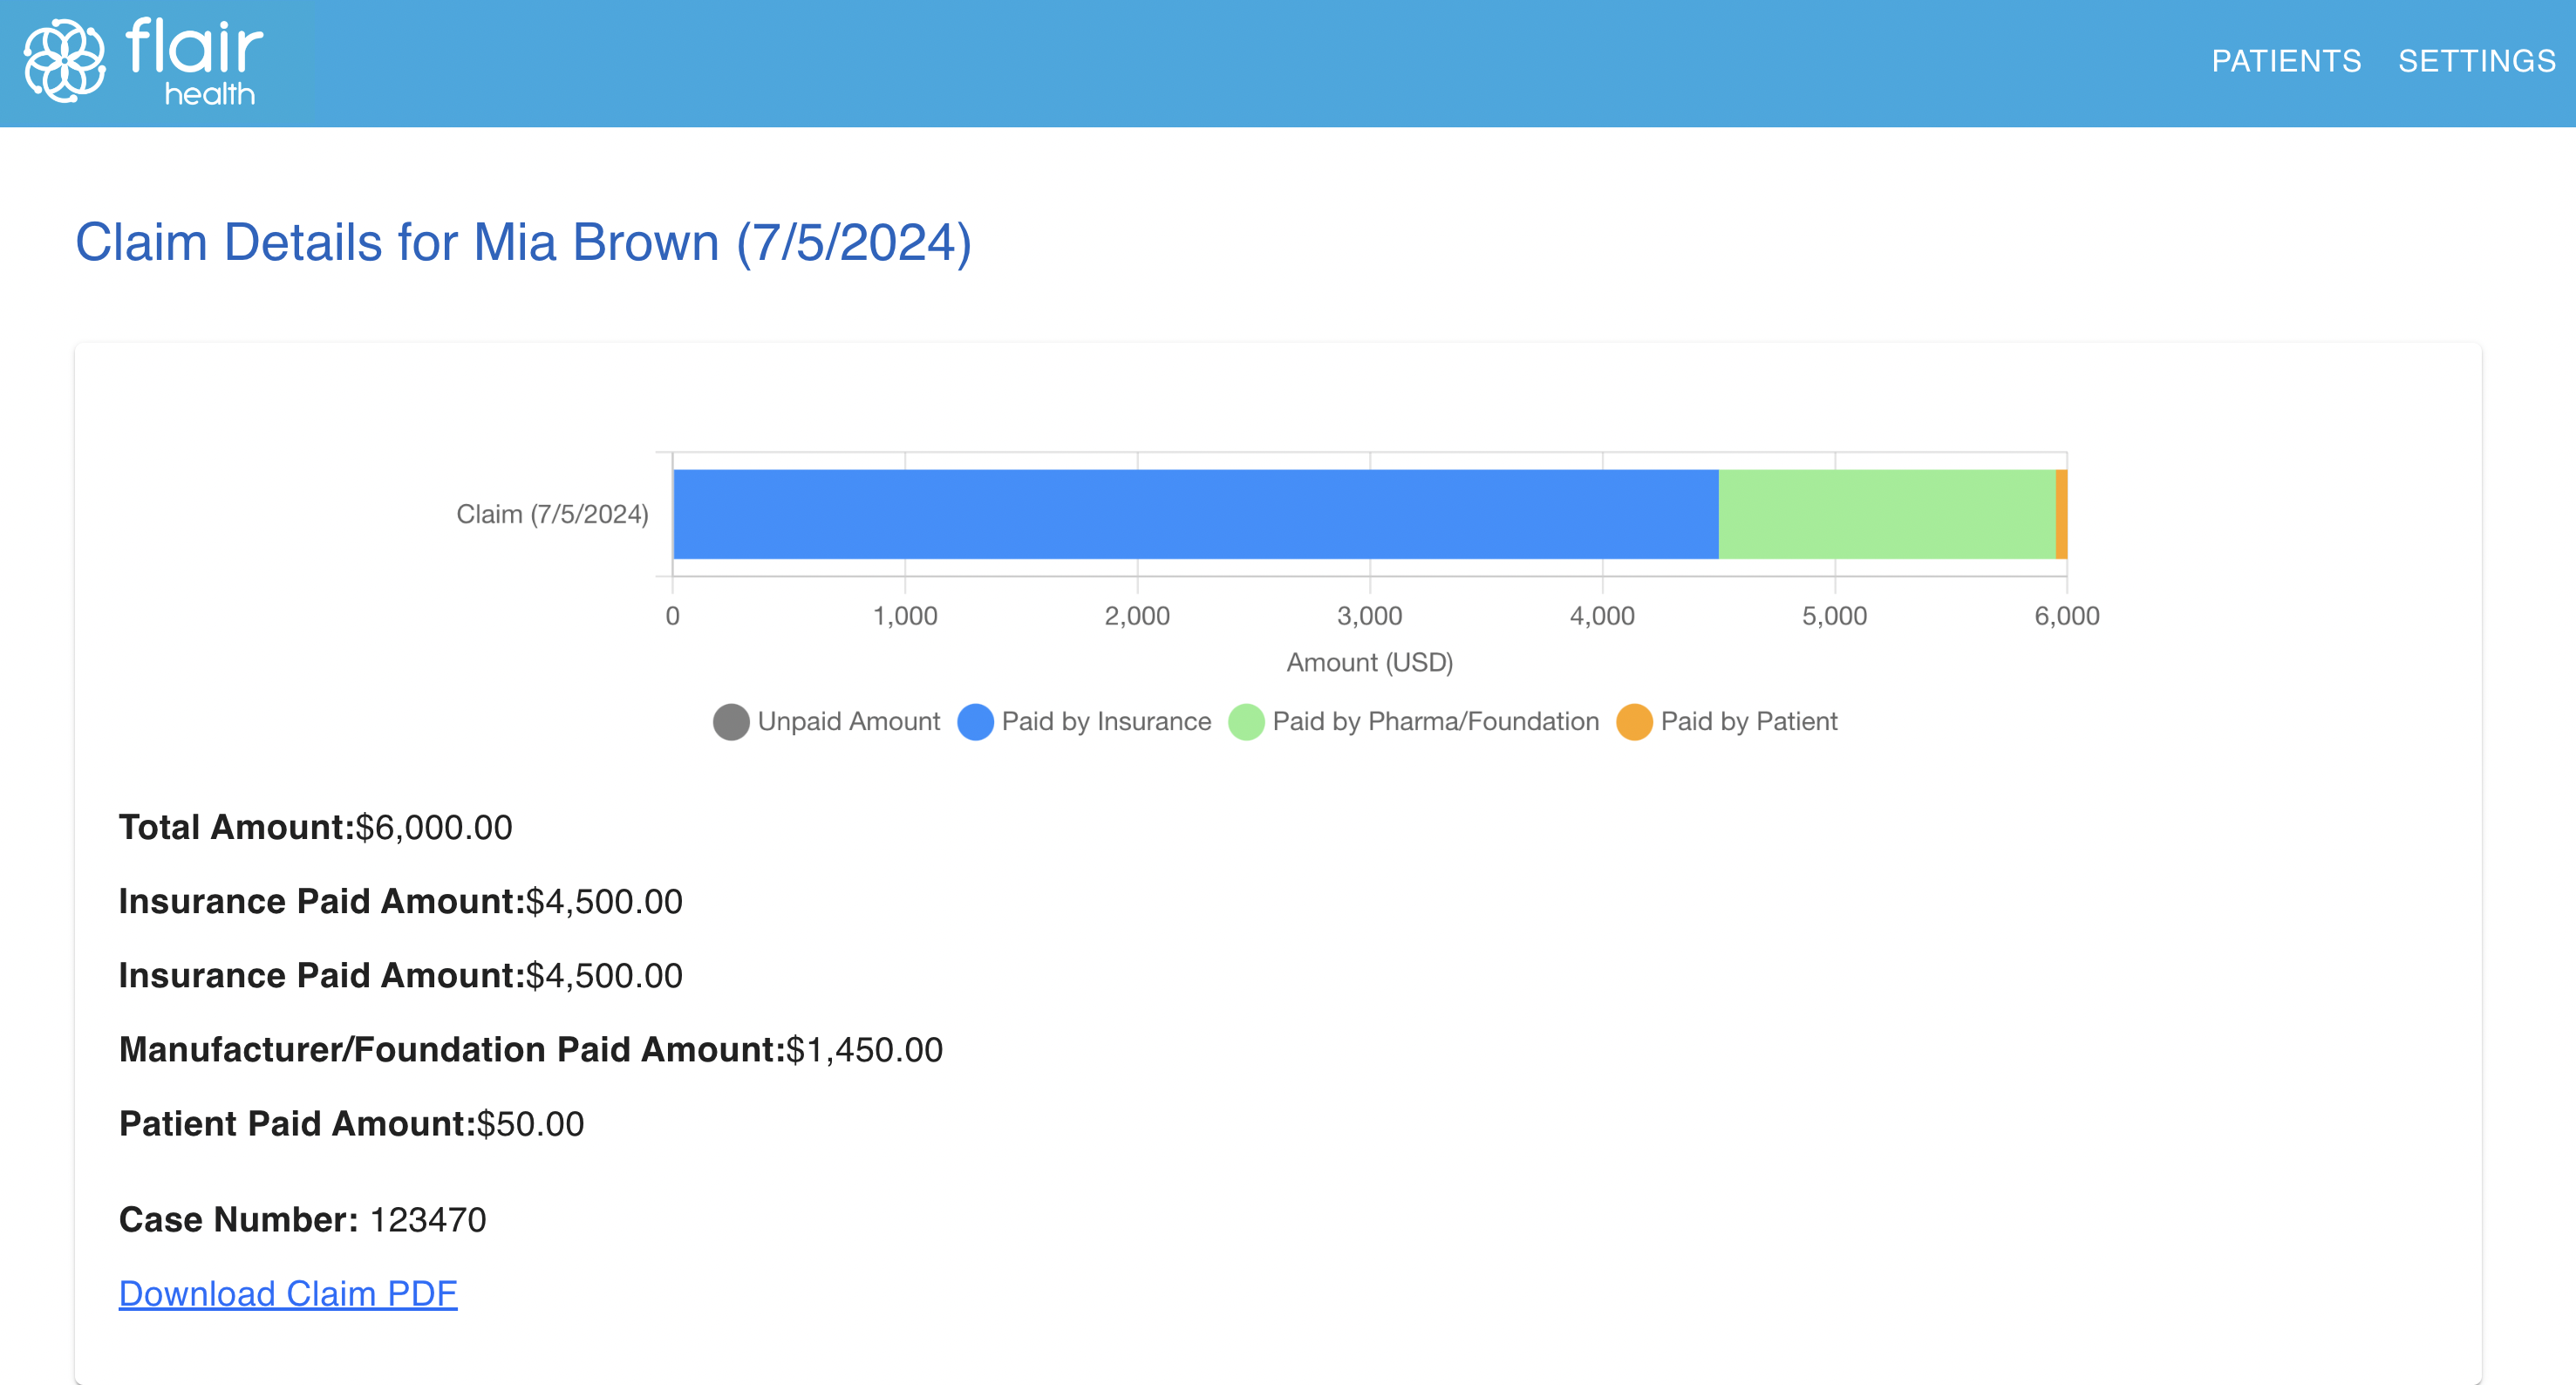 flair
health
PATIENTS SETTINGS
Claim Details for Mia Brown (7/5/2024)
Claim (7/5/2024)
0 1,000 2,000 3,000 4,000 5,000 6,000
Amount (USD)
Unpaid Amount Paid by Insurance Paid by Pharma/Foundation Paid by Patient
Total Amount:$6,000.00
Insurance Paid Amount:$4,500.00
Insurance Paid Amount:$4,500.00
Manufacturer/Foundation Paid Amount:$1,450.00
Patient Paid Amount:$50.00
Case Number: 123470
Download Claim PDF